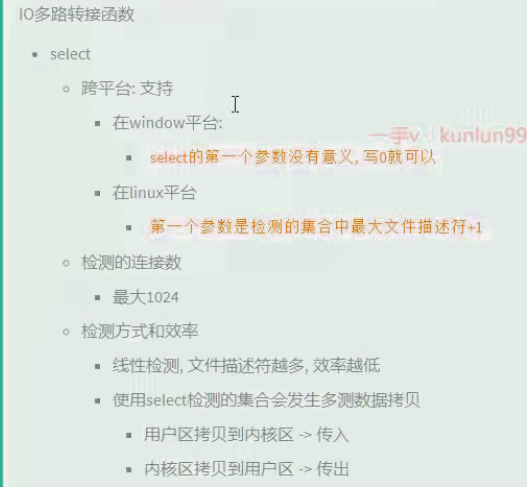 IO多路转接函数
select
跨平台: 支持
在window平台:
一手v kunlun99
select的第一个参数没有意义, 写0就可以
在linux平台
第一个参数是检测的集合中最大文件描述符+1
检测的连接数
最大1024
检测方式和效率
线性检测, 文件描述符越多, 效率越低
使用select检测的集合会发生多测数据拷贝
用户区拷贝到内核区 -> 传入
内核区拷贝到用户区 -> 传出